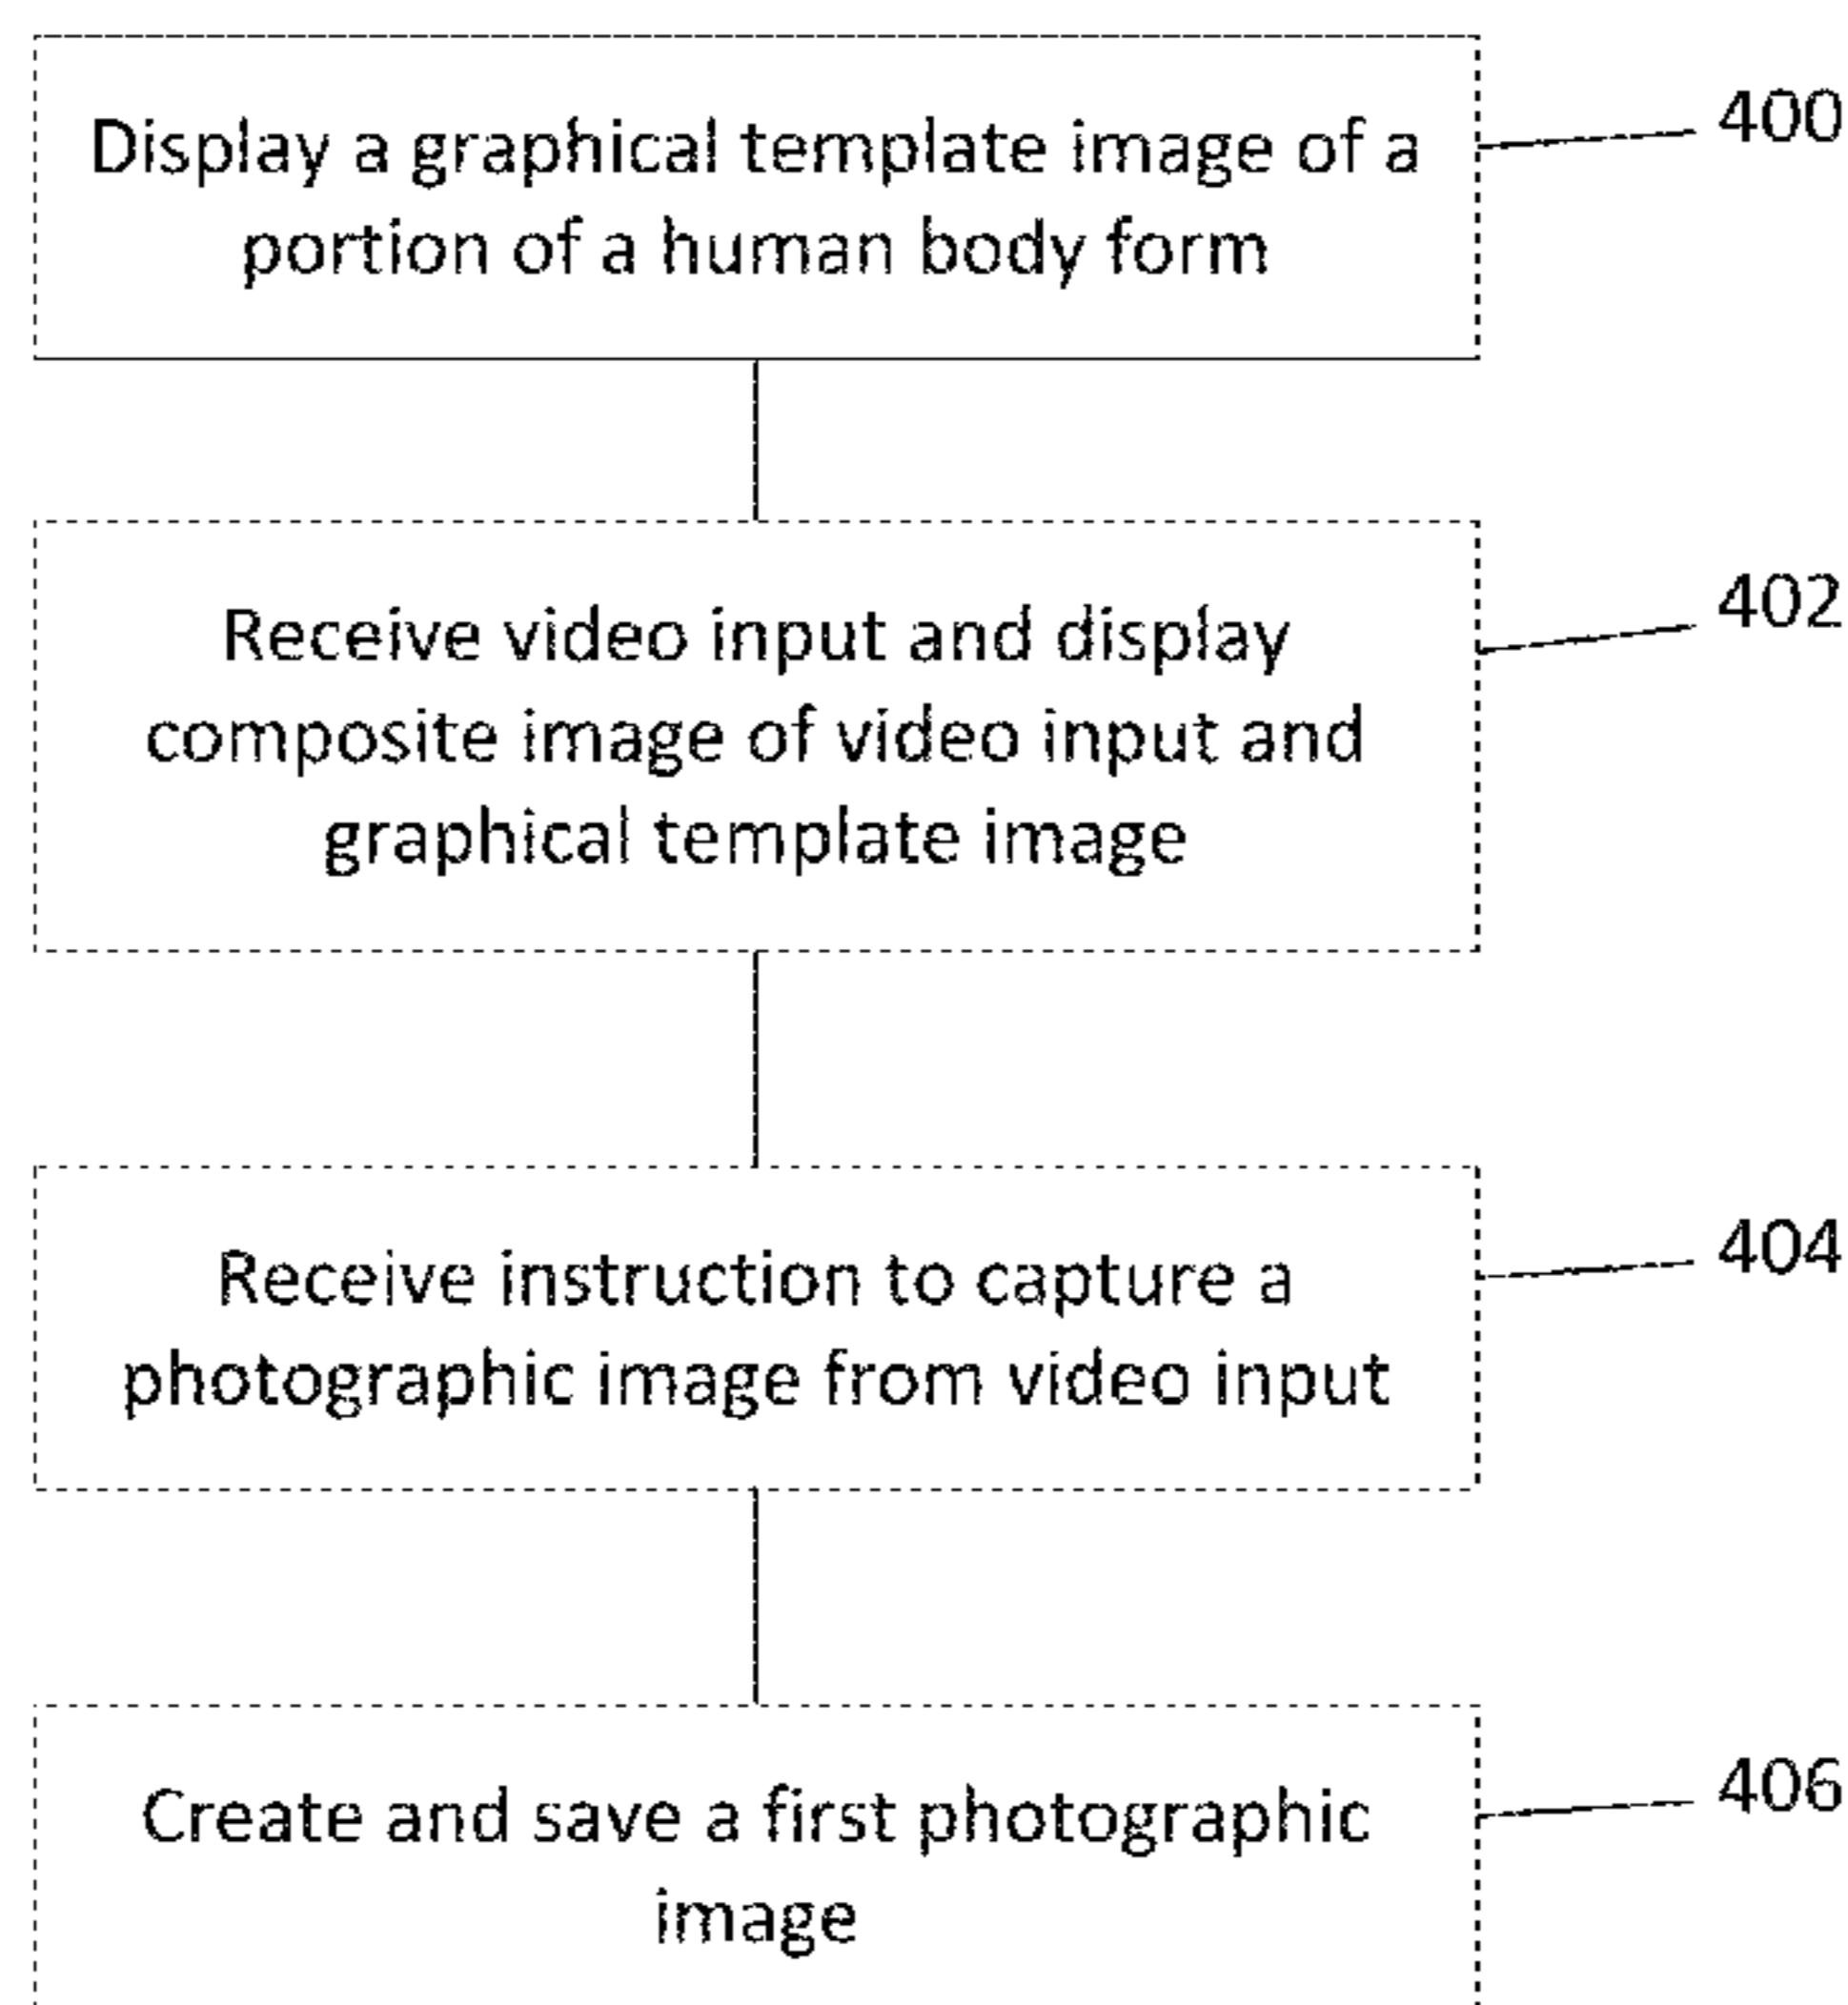 Display a graphical template image of a
portion of a human body form
400
Receive video input and display
composite image of video input and
graphical template image
402
Receive instruction to capture a
photographic image from video input
404
Create and save a first photographic
image
406